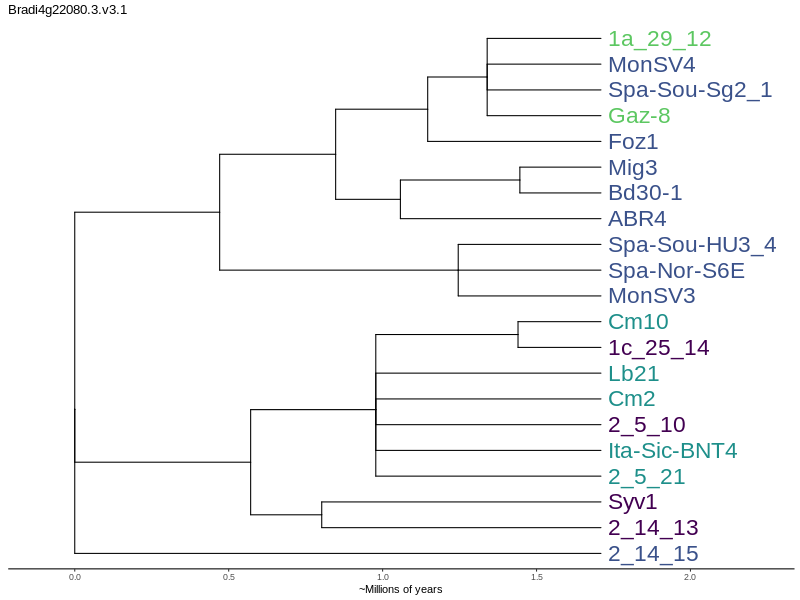 Bradi4g22080.3.v3.1
1a_29_12
MonSV4
Spa-Sou-Sg2_1
Gaz-8
Foz1
Mig3
Bd30-1
ABR4
Spa-Sou-HU3_4
Spa-Nor-S6E
MonSV3
Cm10
1c_25_14
Lb21
Cm2
2_5_10
Ita-Sic-BNT4
2_5_21
Syv1
2_14_13
2_14_15
0.0 0.5 1.0 1.5 2.0
~Millions of years